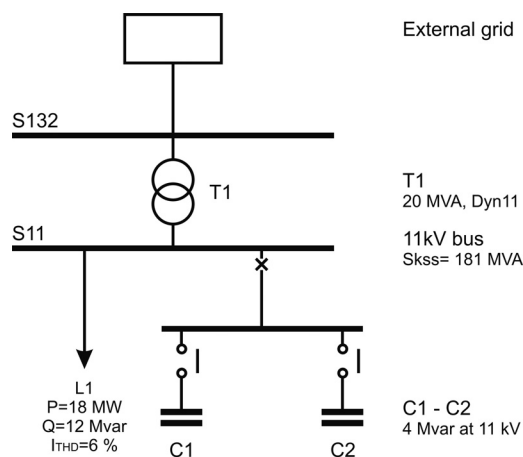 External grid
S132
T1
T1
20 MVA, Dyn11
S11
11kV bus
Skss= 181 MVA
L1
P=18 MW
Q=12 Mvar
ITHD=6 %
C1
C2
C1 - C2
4 Mvar at 11 kV